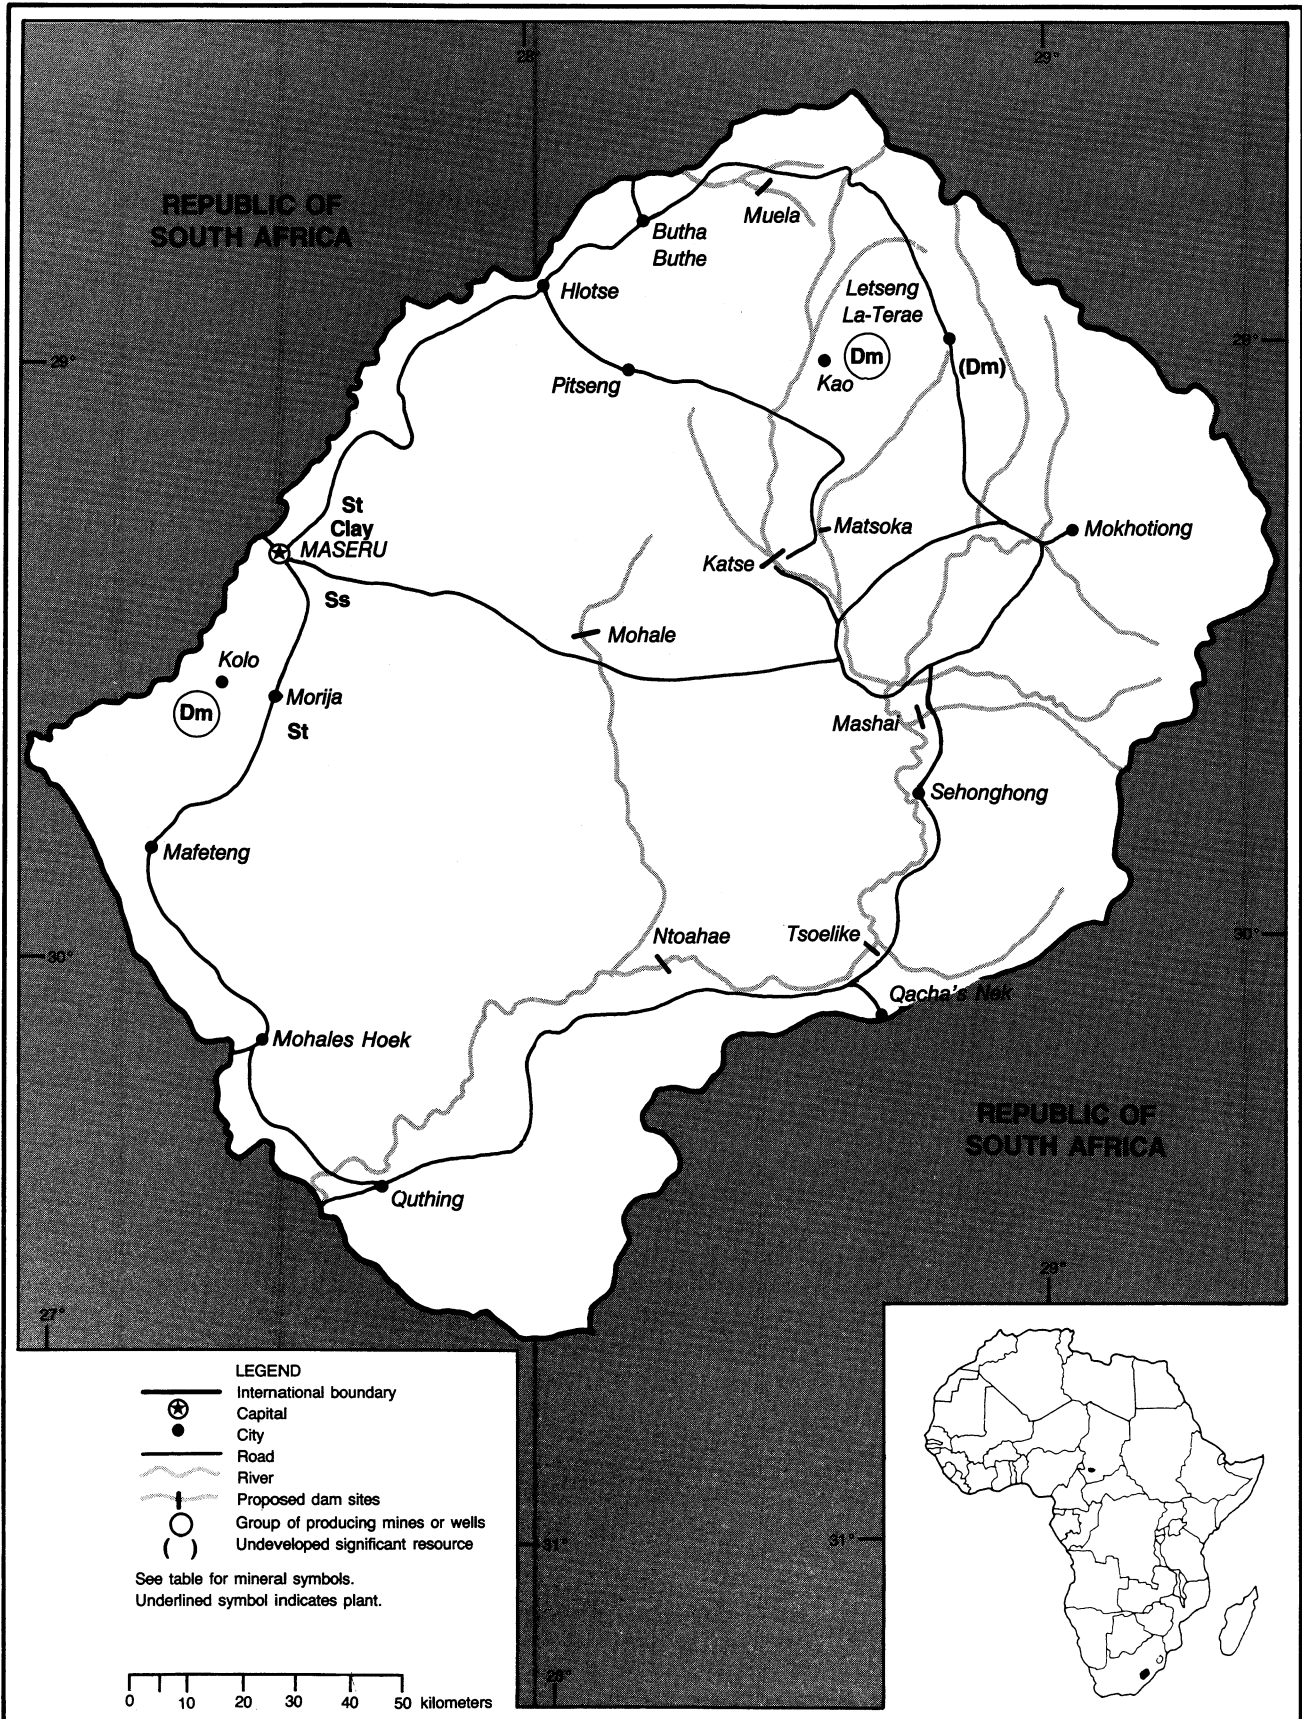 28°
29°
REPUBLIC OF
SOUTH AFRICA
Muela
Butha
Buthe
Hlotse
Letseng
La-Terae
29°
29°
Dm
(Dm)
Kao
Pitseng
St
Clay
MASERU
Matsoka
Mokhotiong
Katse
Ss
Mohale
Kolo
Morija
Dm
St
Mashai
Sehonghong
Mafeteng
Ntoahae
Tsoelike
30°
30°
Qacha's Nek
Mohales Hoek
REPUBLIC OF
SOUTH AFRICA
Quthing
29°
27°
LEGEND
International boundary
Capital
City
Road
River
Proposed dam sites
Group of producing mines or wells
( ) Undeveloped significant resource
See table for mineral symbols.
Underlined symbol indicates plant.
31°
31°
28°
0 10 20 30 40 50 kilometers